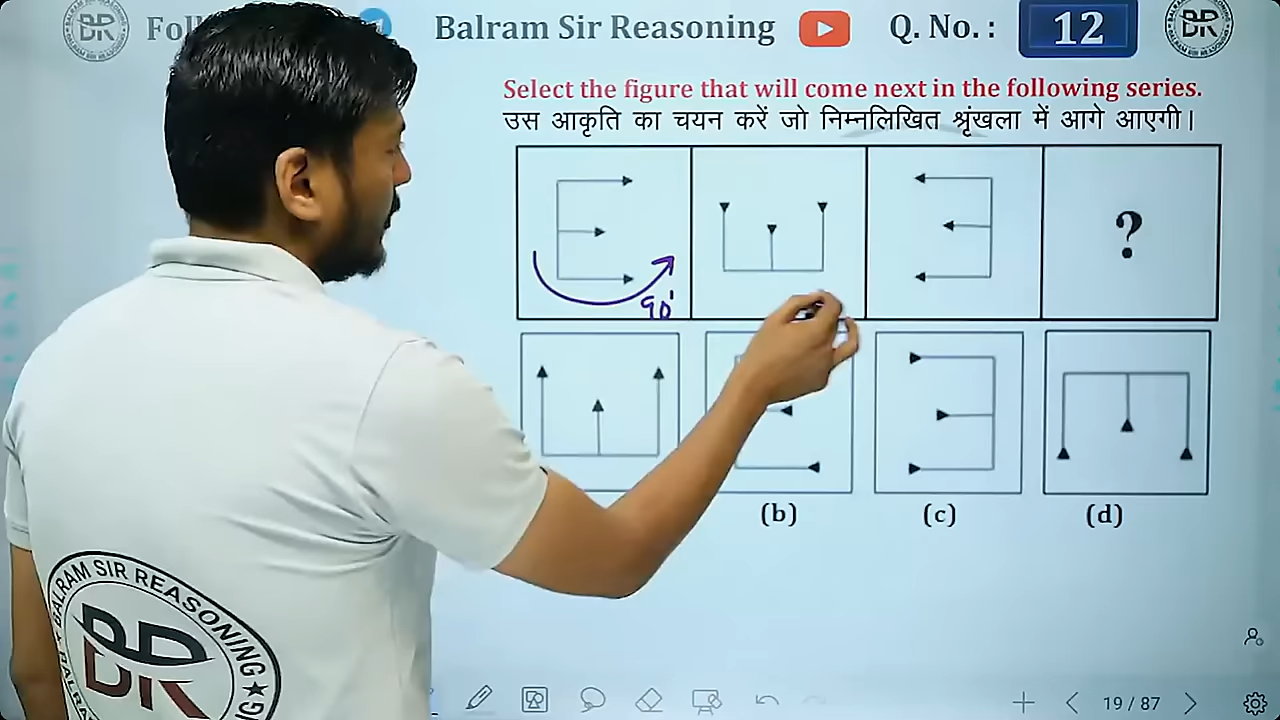 Balram Sir Reasoning Q. No. : 12
Select the figure that will come next in the following series.
उस आकृति का चयन करें जो निम्नलिखित श्रृंखला में आगे आएगी।
?
90°
(b) (c) (d)
BALRAM SIR REASONING
BR
19 / 87